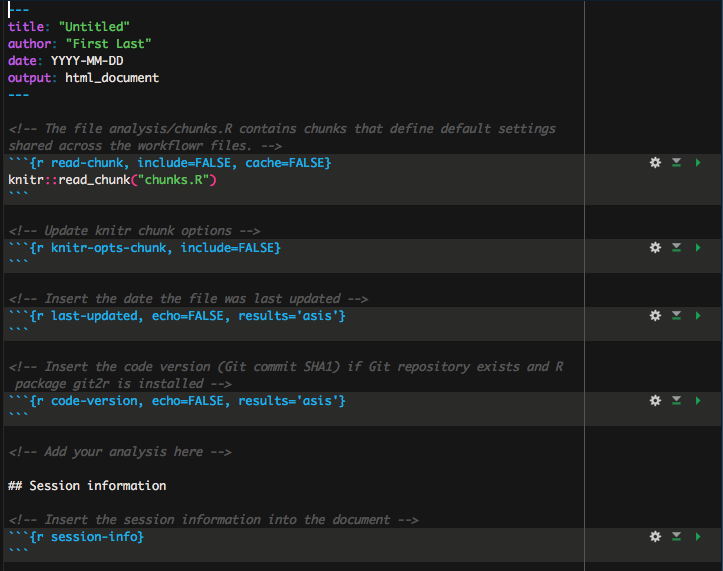 ---
title: "Untitled"
author: "First Last"
date: YYYY-MM-DD
output: html_document
---
<!-- The file analysis/chunks.R contains chunks that define default settings
shared across the workflowr files. -->
```{r read-chunk, include=FALSE, cache=FALSE}
knitr::read_chunk("chunks.R")
```
<!-- Update knitr chunk options -->
```{r knitr-opts-chunk, include=FALSE}
```
<!-- Insert the date the file was last updated -->
```{r last-updated, echo=FALSE, results='asis'}
```
<!-- Insert the code version (Git commit SHA1) if Git repository exists and R
package git2r is installed -->
```{r code-version, echo=FALSE, results='asis'}
```
<!-- Add your analysis here -->
## Session information
<!-- Insert the session information into the document -->
```{r session-info}
```